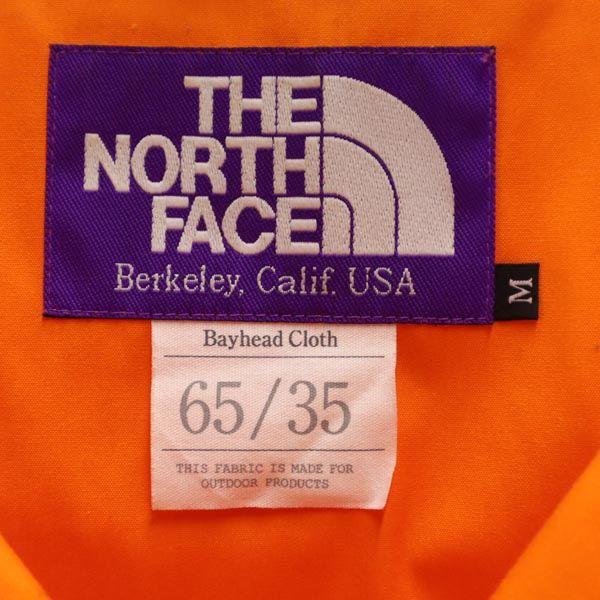 THE
NORTH
FACE
Berkeley, Calif. USA
M
Bayhead Cloth
65/35
THIS FABRIC IS MADE FOR
OUTDOOR PRODUCTS